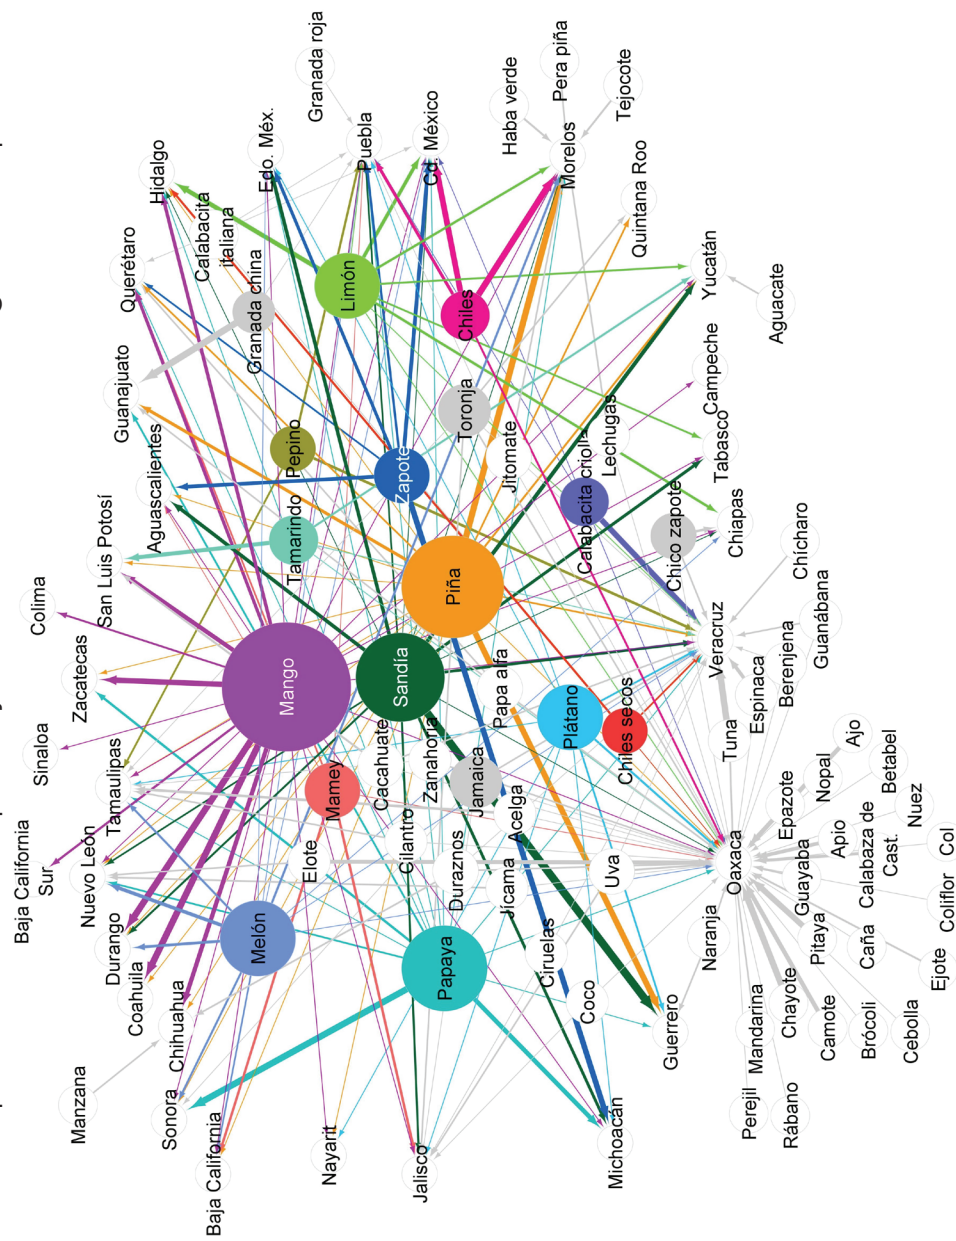 Granada roja
Pera piña
Haba verde
Tejocote
Cd. México
Puebla
Edo. Méx.
Morelos
Hidalgo
Quintana Roo
Calabacita
italiana
Querétaro
Granada china
Limón
Chiles
Yucatán
Aguacate
Guanajuato
Campeche
Toronja
Lechugas
Tabasco
Pepino
Zapote
Jitomate
Calabacita criolla
Aguascalientes
Chico zapote
Chiapas
San Luis Potosí
Tamarindo
Piña
Chícharo
Colima
Veracruz
Guanábana
Zacatecas
Mango
Sandía
Papa alfa
Berenjena
Espinaca
Plátano
Chiles secos
Tuna
Sinaloa
Tamaulipas
Mamey
Cacahuate
Zanahoria
Jamaica
Acelga
Ajo
Nopal
Epazote
Betabel
Nuez
Baja California
Sur
Nuevo León
Elote
Cilantro
Duraznos
Jícama
Uva
Oaxaca
Guayaba
Apio
Calabaza de
Cast.
Col
Coliflor
Durango
Melón
Papaya
Ciruelas
Naranja
Pitaya
Caña
Ejote
Coahuila
Chihuahua
Coco
Guerrero
Mandarina
Chayote
Camote
Brócoli
Cebolla
Manzana
Sonora
Perejil
Rábano
Baja California
Nayarit
Jalisco
Michoacán